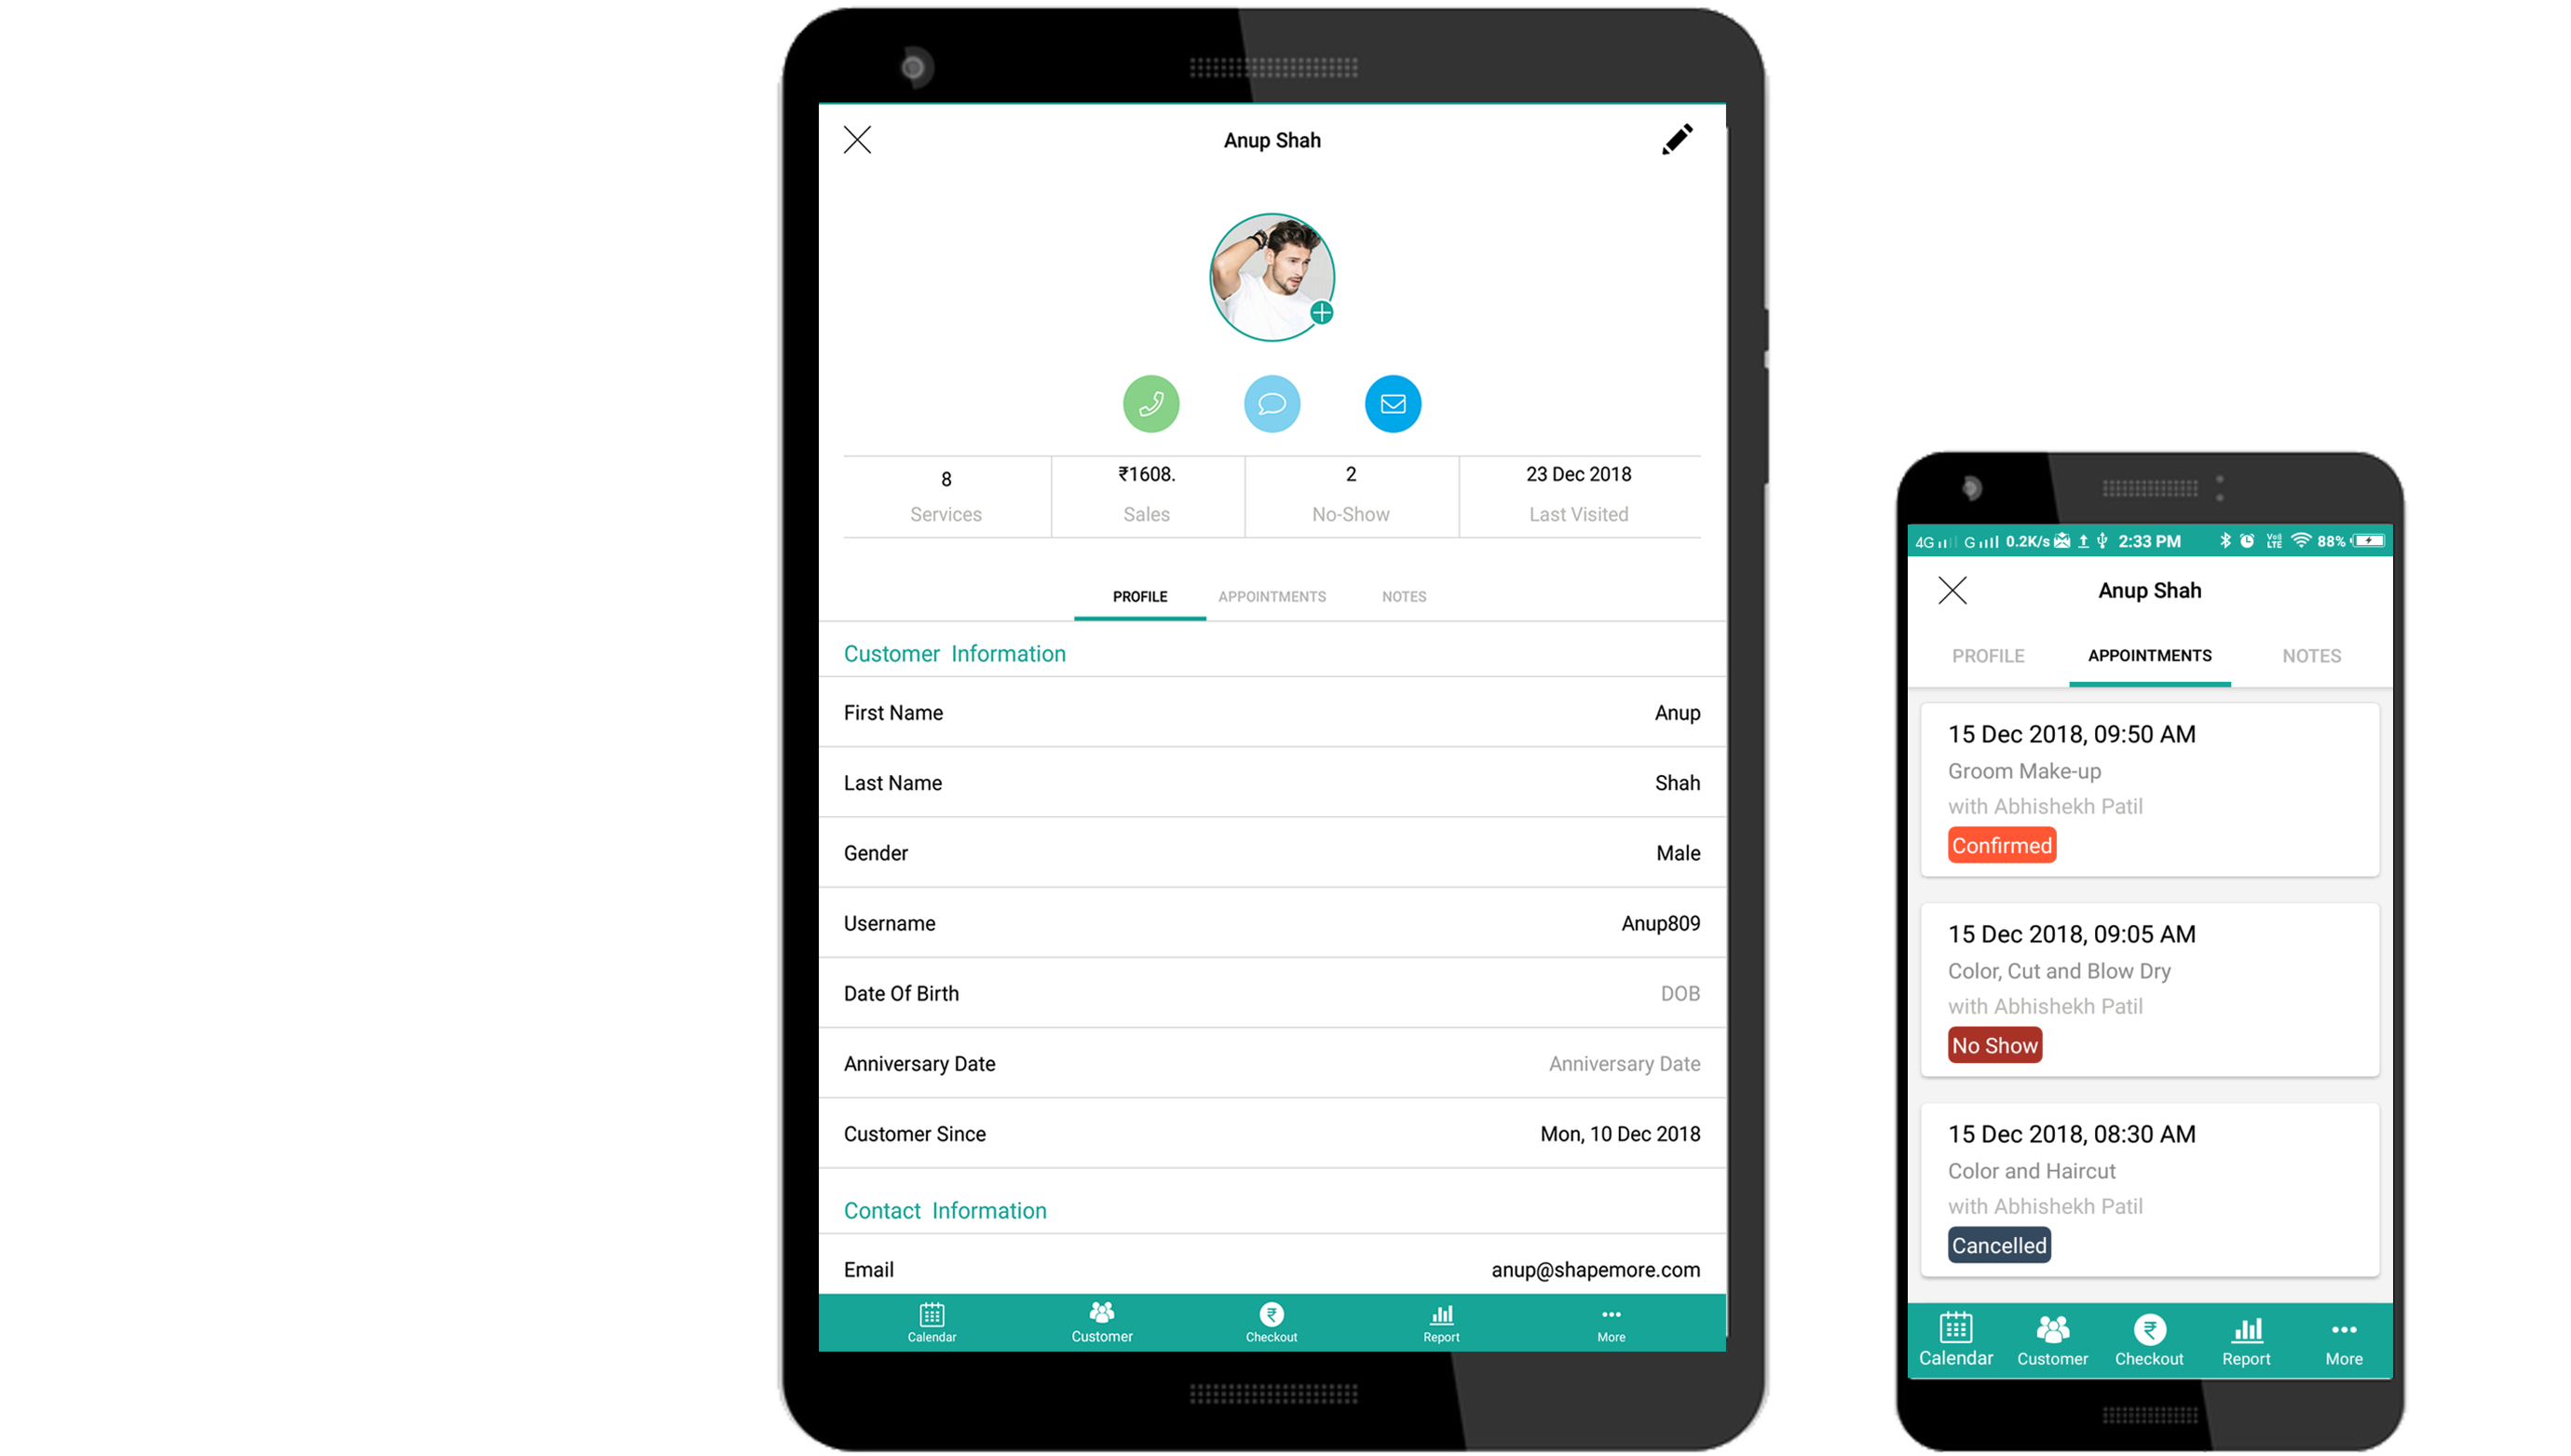 Anup Shah
8
Services
₹1608.
Sales
2
No-Show
23 Dec 2018
Last Visited
PROFILE APPOINTMENTS NOTES
Customer Information
First Name Anup
Last Name Shah
Gender Male
Username Anup809
Date Of Birth DOB
Anniversary Date Anniversary Date
Customer Since Mon, 10 Dec 2018
Contact Information
Email anup@shapemore.com
Calendar Customer Checkout Report More
4G G 0.2K/s 2:33 PM VoLTE 88%
Anup Shah
PROFILE APPOINTMENTS NOTES
15 Dec 2018, 09:50 AM
Groom Make-up
with Abhishekh Patil
Confirmed
15 Dec 2018, 09:05 AM
Color, Cut and Blow Dry
with Abhishekh Patil
No Show
15 Dec 2018, 08:30 AM
Color and Haircut
with Abhishekh Patil
Cancelled
Calendar Customer Checkout Report More